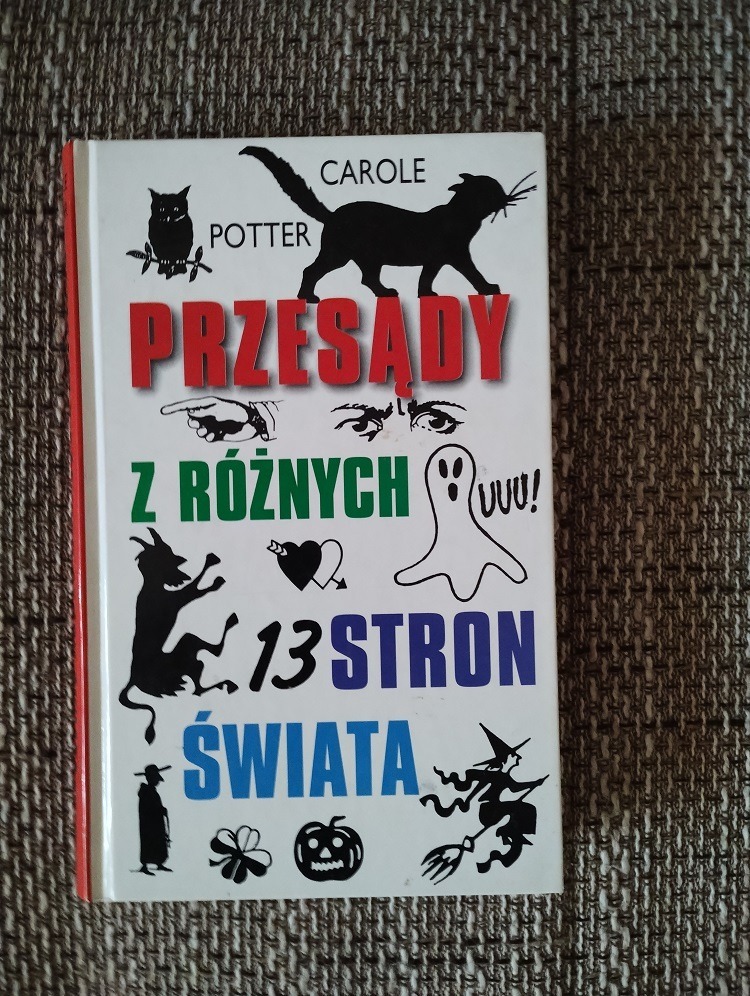 CAROLE
POTTER
PRZESĄDY
Z RÓŻNYCH
UUU!
13 STRON
ŚWIATA